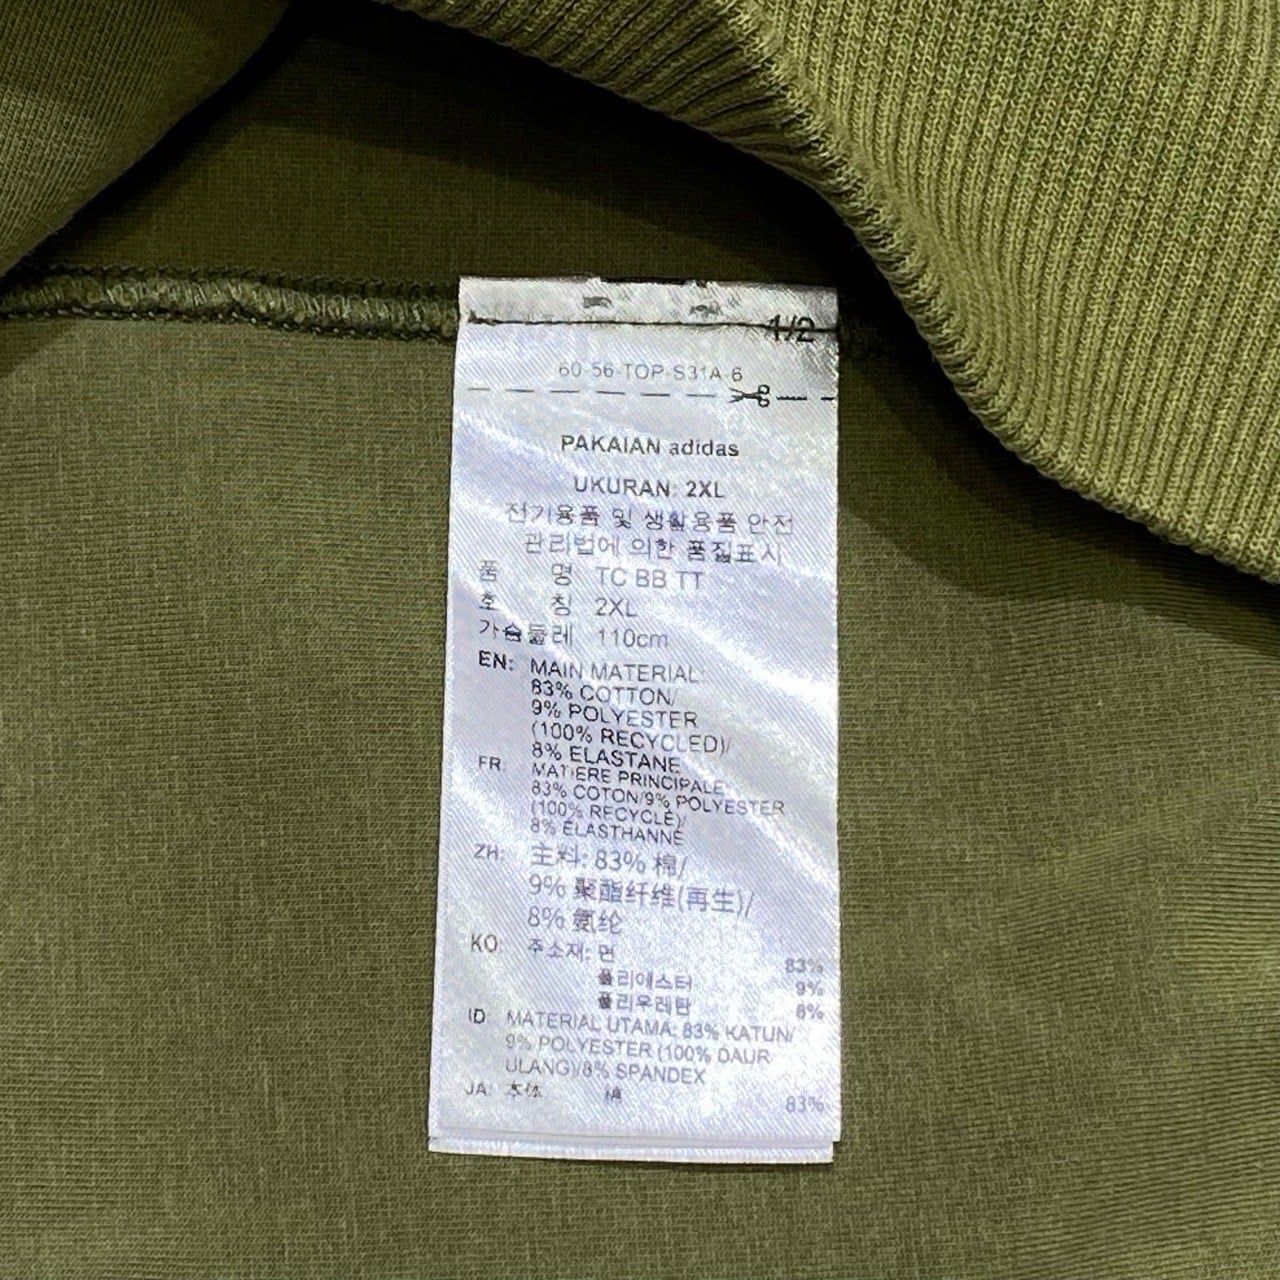 1/2
60-56-TOP-S31A-6
PAKAIAN adidas
UKURAN: 2XL
전기용품 및 생활용품 안전
관리법에 의한 품질표시
품 명 TC BB TT
호 칭 2XL
가슴둘레 110cm
EN: MAIN MATERIAL:
83% COTTON/
9% POLYESTER
(100% RECYCLED)/
8% ELASTANE
FR: MATIERE PRINCIPALE:
83% COTON/9% POLYESTER
(100% RECYCLÉ)/
8% ÉLASTHANNE
ZH: 主料: 83% 棉/
9% 聚酯纤维(再生)/
8% 氨纶
KO: 주소재: 면 83%
폴리에스터 9%
폴리우레탄 8%
ID: MATERIAL UTAMA: 83% KATUN/
9% POLYESTER (100% DAUR
ULANG)/8% SPANDEX
JA: 本体 綿 83%